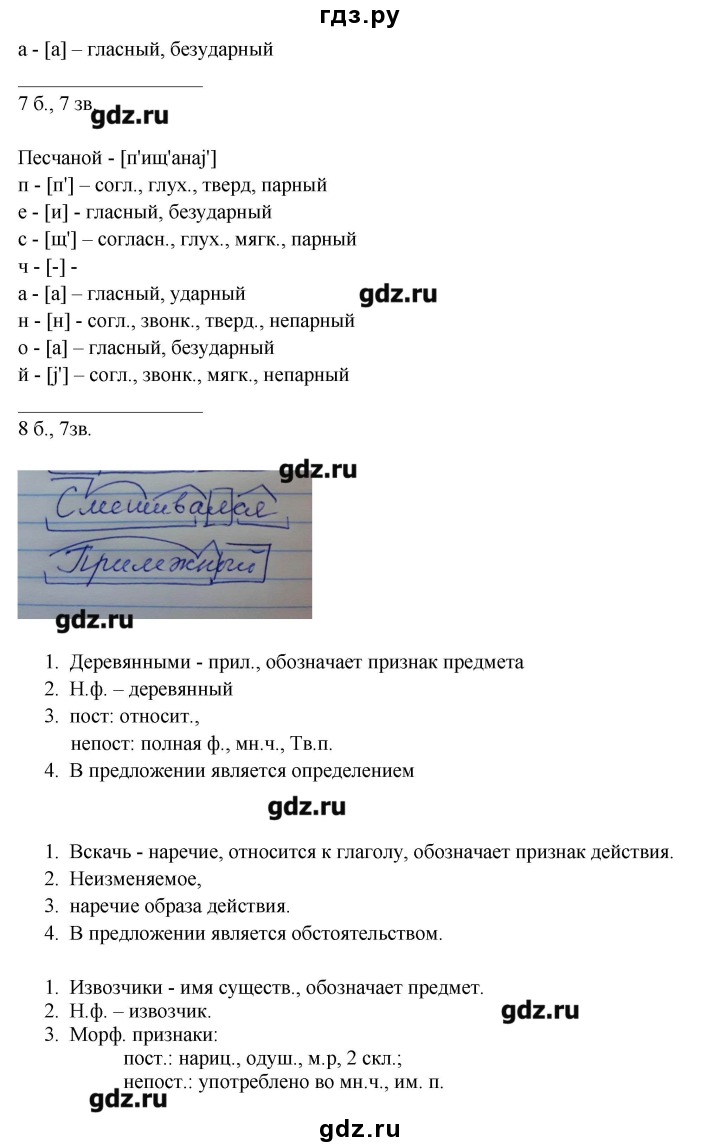 гдз.ру
а - [а] – гласный, безударный
7 б., 7 зв.
gdz.ru
Песчаной - [п'ищ'анаj']
п - [п'] – согл., глух., тверд, парный
е - [и] - гласный, безударный
с - [щ'] – согласн., глух., мягк., парный
ч - [-] -
а - [а] – гласный, ударный
gdz.ru
н - [н] - согл., звонк., тверд., непарный
о - [а] – гласный, безударный
й - [j'] – согл., звонк., мягк., непарный
8 б., 7зв.
gdz.ru
Смешивался
Прилежный
gdz.ru
1. Деревянными - прил., обозначает признак предмета
2. Н.ф. – деревянный
3. пост: относит.,
непост: полная ф., мн.ч., Тв.п.
4. В предложении является определением
gdz.ru
1. Вскачь - наречие, относится к глаголу, обозначает признак действия.
2. Неизменяемое,
3. наречие образа действия.
4. В предложении является обстоятельством.
1. Извозчики - имя существ., обозначает предмет.
gdz.ru
2. Н.ф. – извозчик.
3. Морф. признаки:
пост.: нариц., одуш., м.р, 2 скл.;
непост.: употреблено во мн.ч., им. п.
gdz.ru
gdz.ru